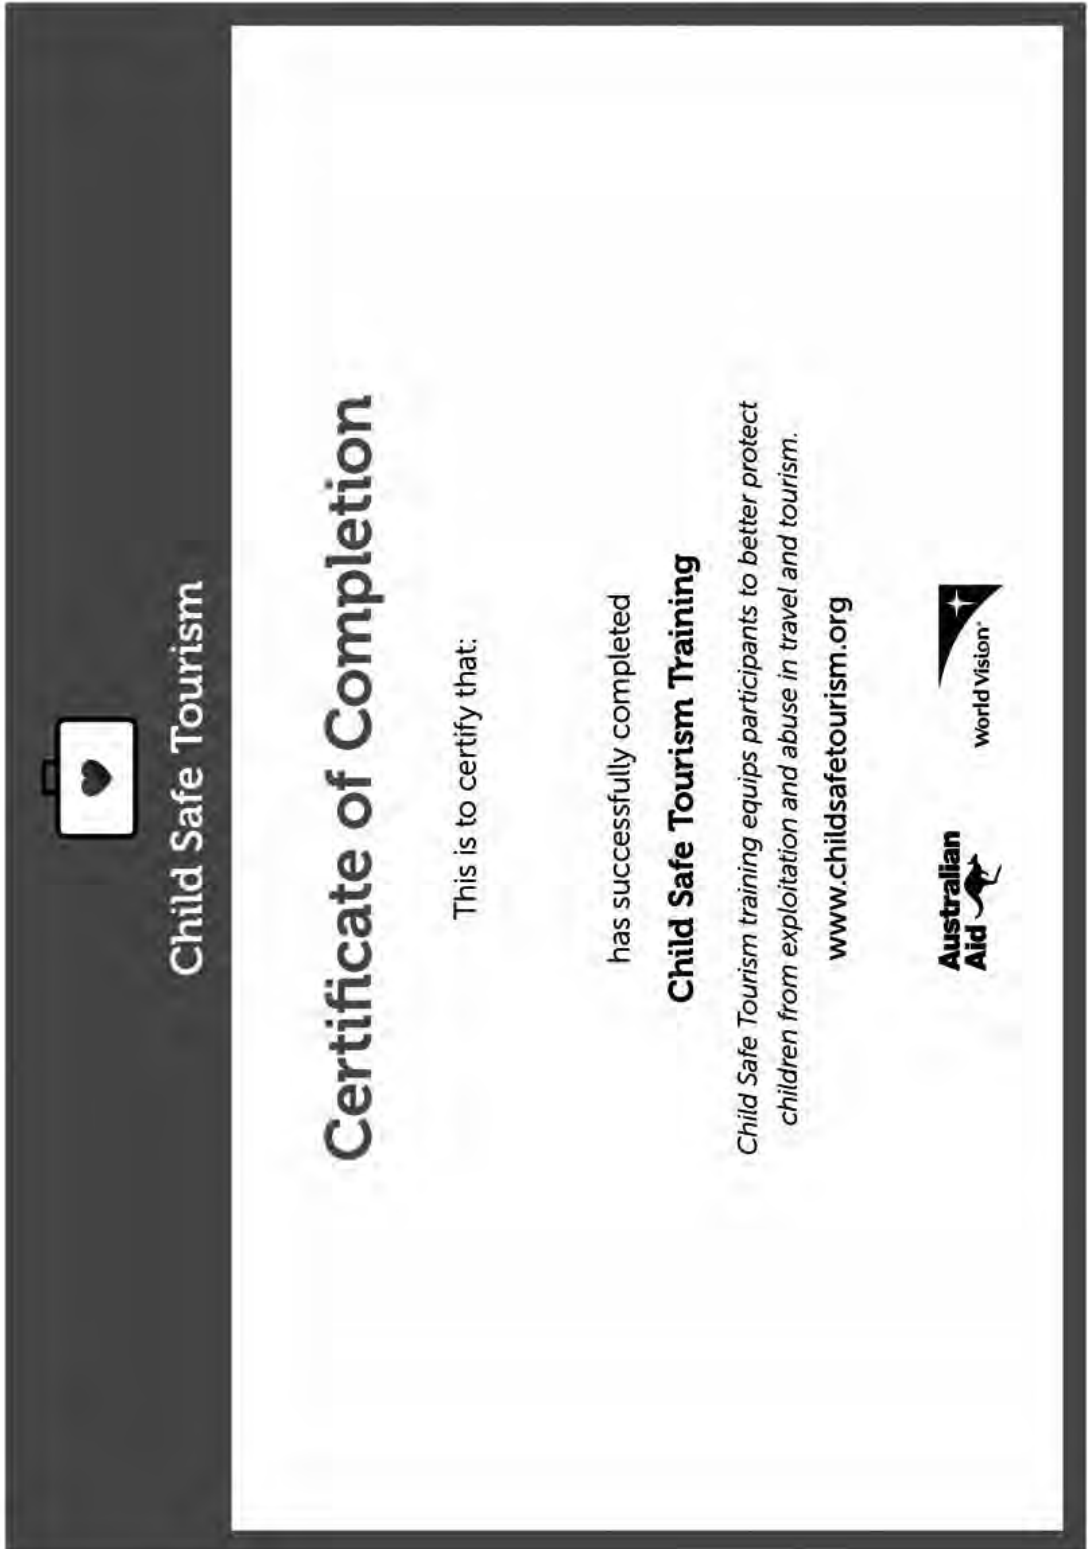 Child Safe Tourism
Certificate of Completion
This is to certify that:
has successfully completed
Child Safe Tourism Training
Child Safe Tourism training equips participants to better protect
children from exploitation and abuse in travel and tourism.
www.childsafetourism.org
Australian
Aid
World Vision®